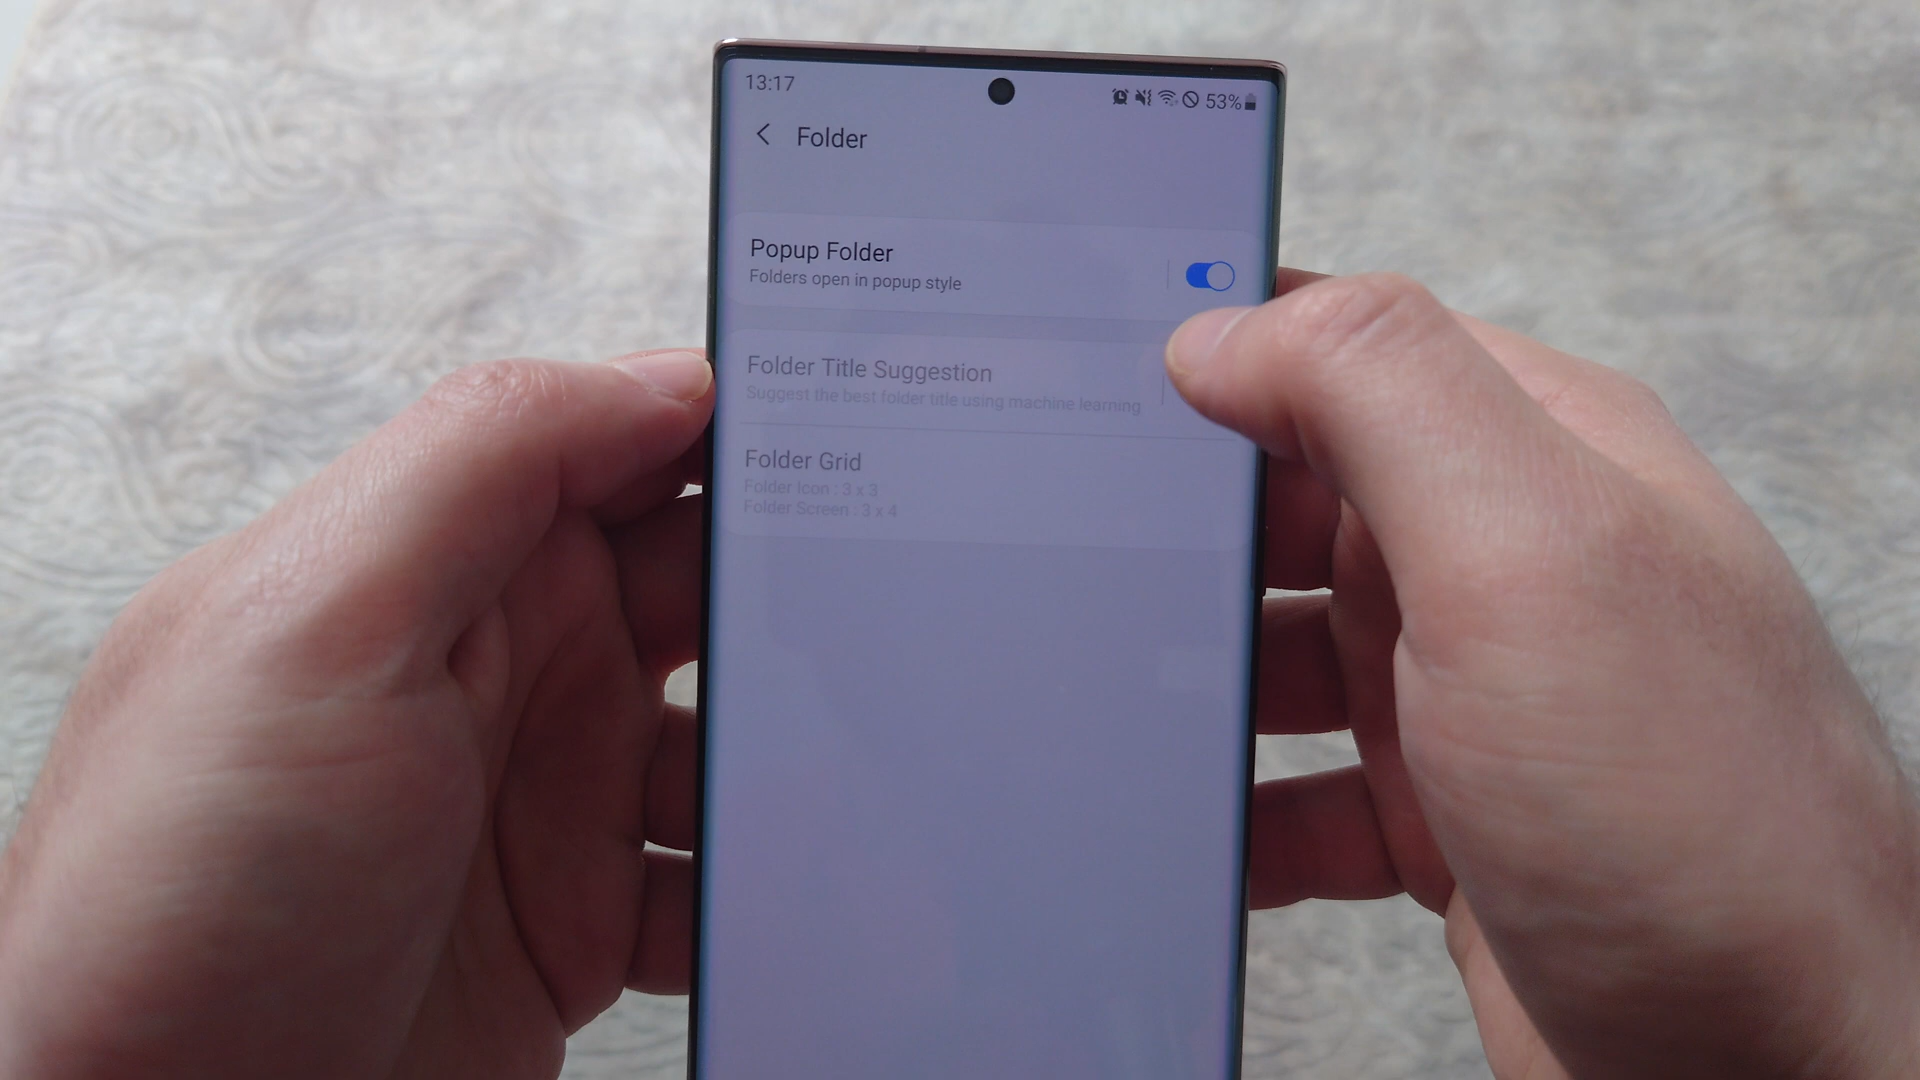 13:17
53%
Folder
Popup Folder
Folders open in popup style
Folder Title Suggestion
Suggest the best folder title using machine learning
Folder Grid
Folder Icon : 3 x 3
Folder Screen : 3 x 4